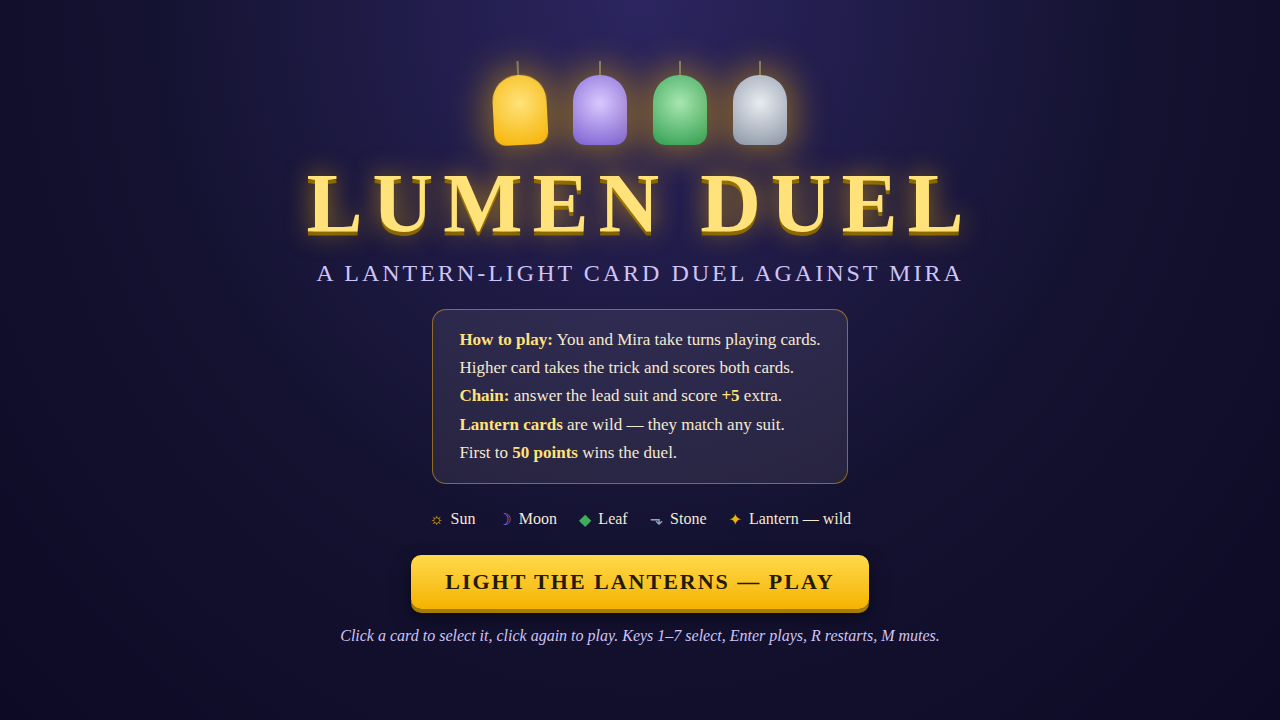 LUMEN DUEL
A LANTERN-LIGHT CARD DUEL AGAINST MIRA
How to play: You and Mira take turns playing cards.
Higher card takes the trick and scores both cards.
Chain: answer the lead suit and score +5 extra.
Lantern cards are wild — they match any suit.
First to 50 points wins the duel.
☼ Sun ☽ Moon ◆ Leaf ⬎ Stone ✦ Lantern — wild
LIGHT THE LANTERNS — PLAY
Click a card to select it, click again to play. Keys 1–7 select, Enter plays, R restarts, M mutes.